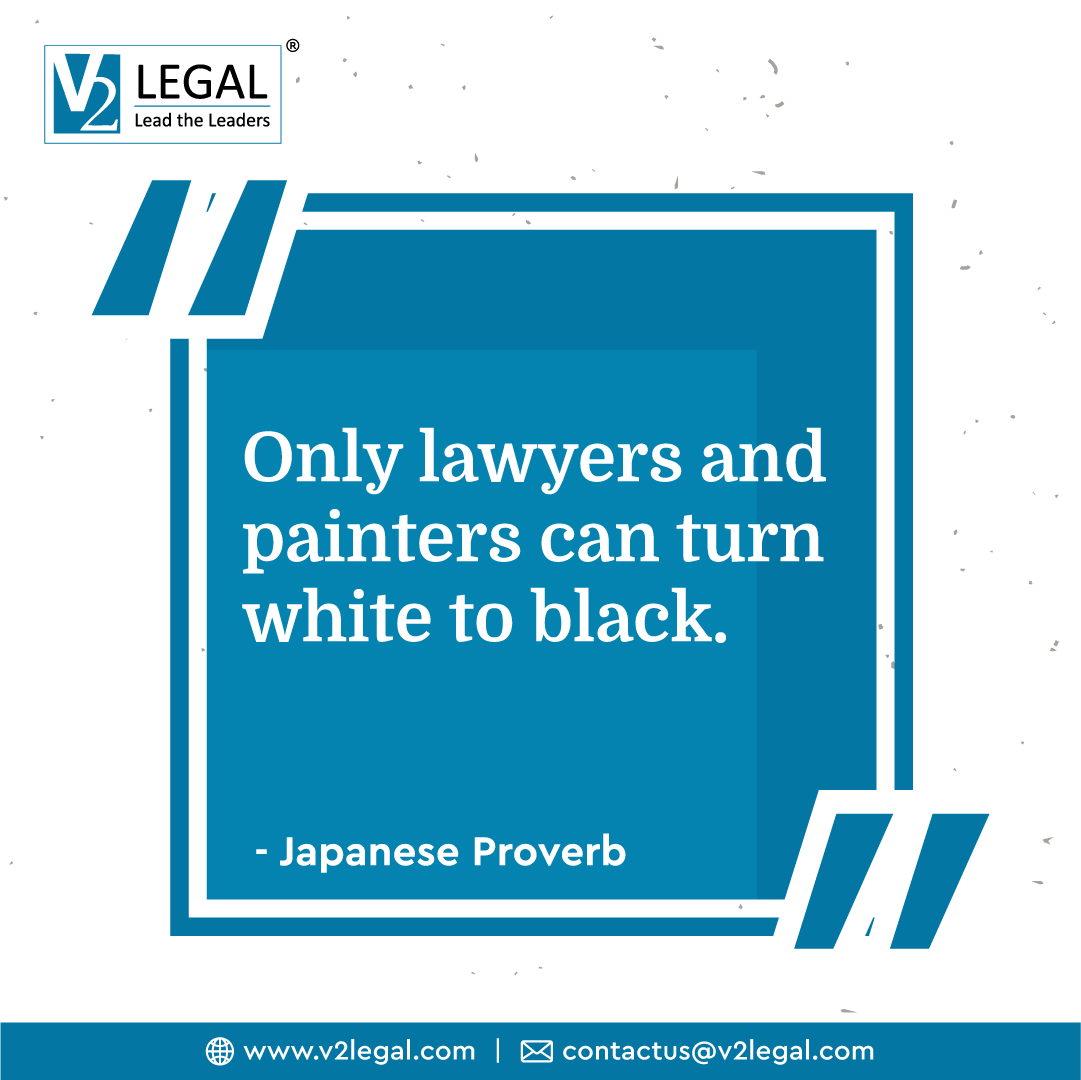 V2 LEGAL ®
Lead the Leaders
Only lawyers and
painters can turn
white to black.
- Japanese Proverb
www.v2legal.com | contactus@v2legal.com